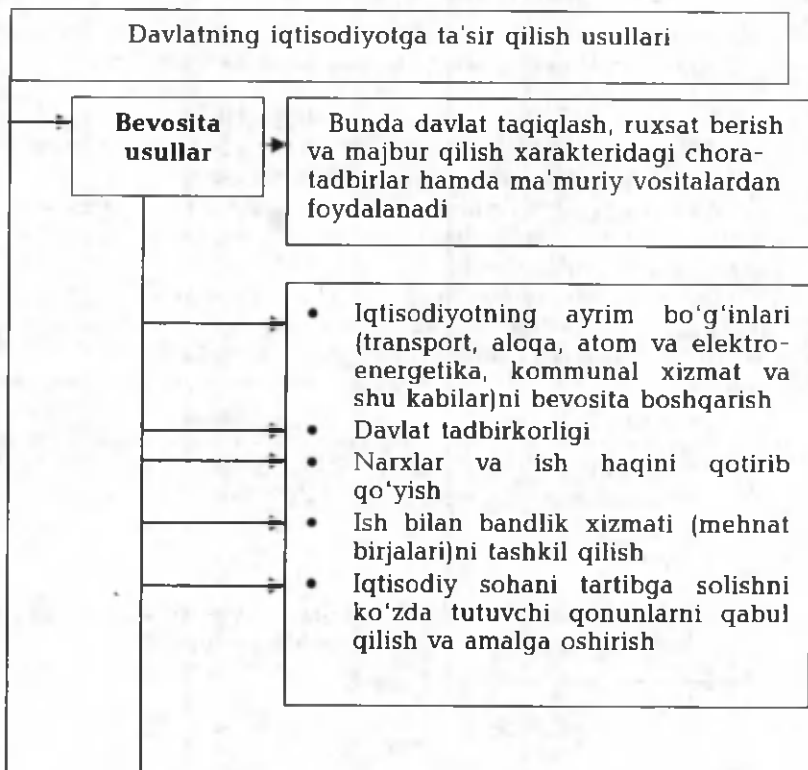 Davlatning iqtisodiyotga ta'sir qilish usullari
Bevosita
usullar
Bunda davlat taqiqlash, ruxsat berish
va majbur qilish xarakteridagi chora-
tadbirlar hamda ma'muriy vositalardan
foydalanadi
• Iqtisodiyotning ayrim bo‘g‘inlari
(transport, aloqa, atom va elektro-
energetika, kommunal xizmat va
shu kabilar)ni bevosita boshqarish
• Davlat tadbirkorligi
• Narxlar va ish haqini qotirib
qo‘yish
• Ish bilan bandlik xizmati (mehnat
birjalari)ni tashkil qilish
• Iqtisodiy sohani tartibga solishni
ko‘zda tutuvchi qonunlarni qabul
qilish va amalga oshirish